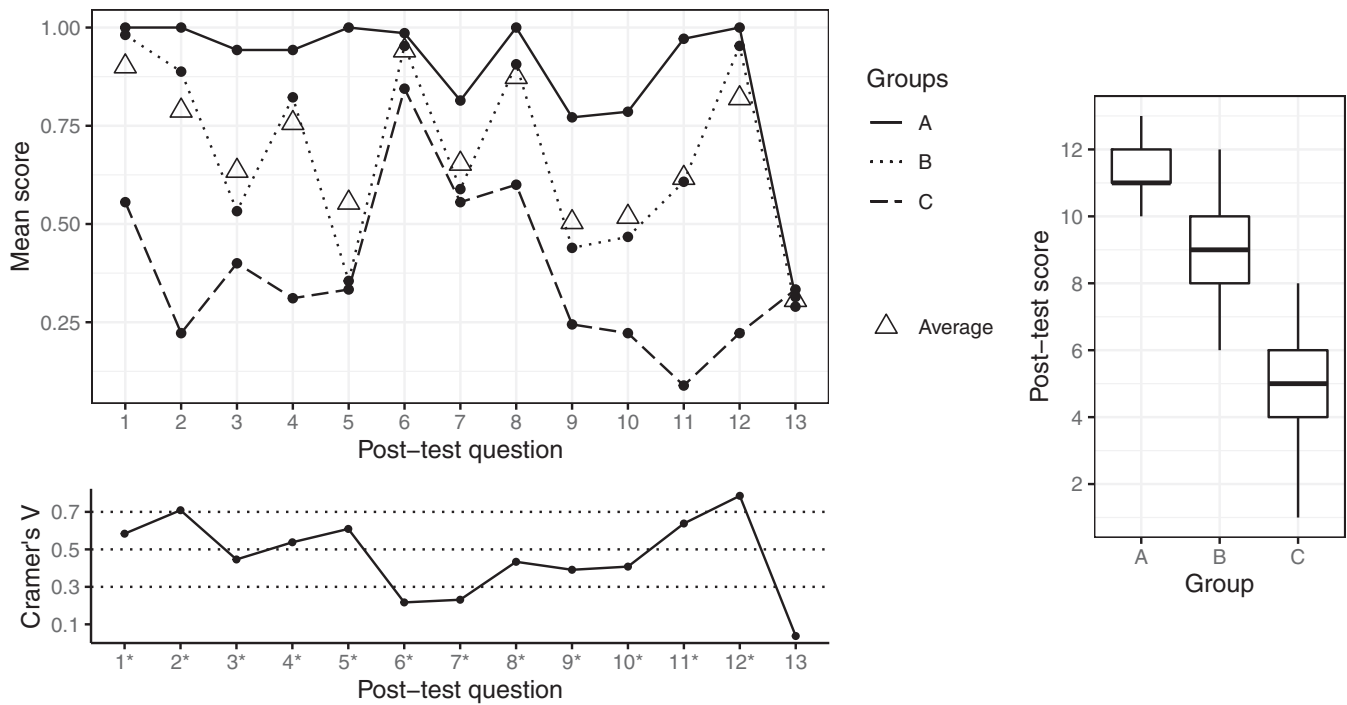 1.00
0.75
0.50
0.25
Mean score
1 2 3 4 5 6 7 8 9 10 11 12 13
Post−test question
Groups
A
B
C
Average
0.7
0.5
0.3
0.1
Cramer's V
1* 2* 3* 4* 5* 6* 7* 8* 9* 10* 11* 12* 13
Post−test question
12
10
8
6
4
2
Post−test score
A B C
Group